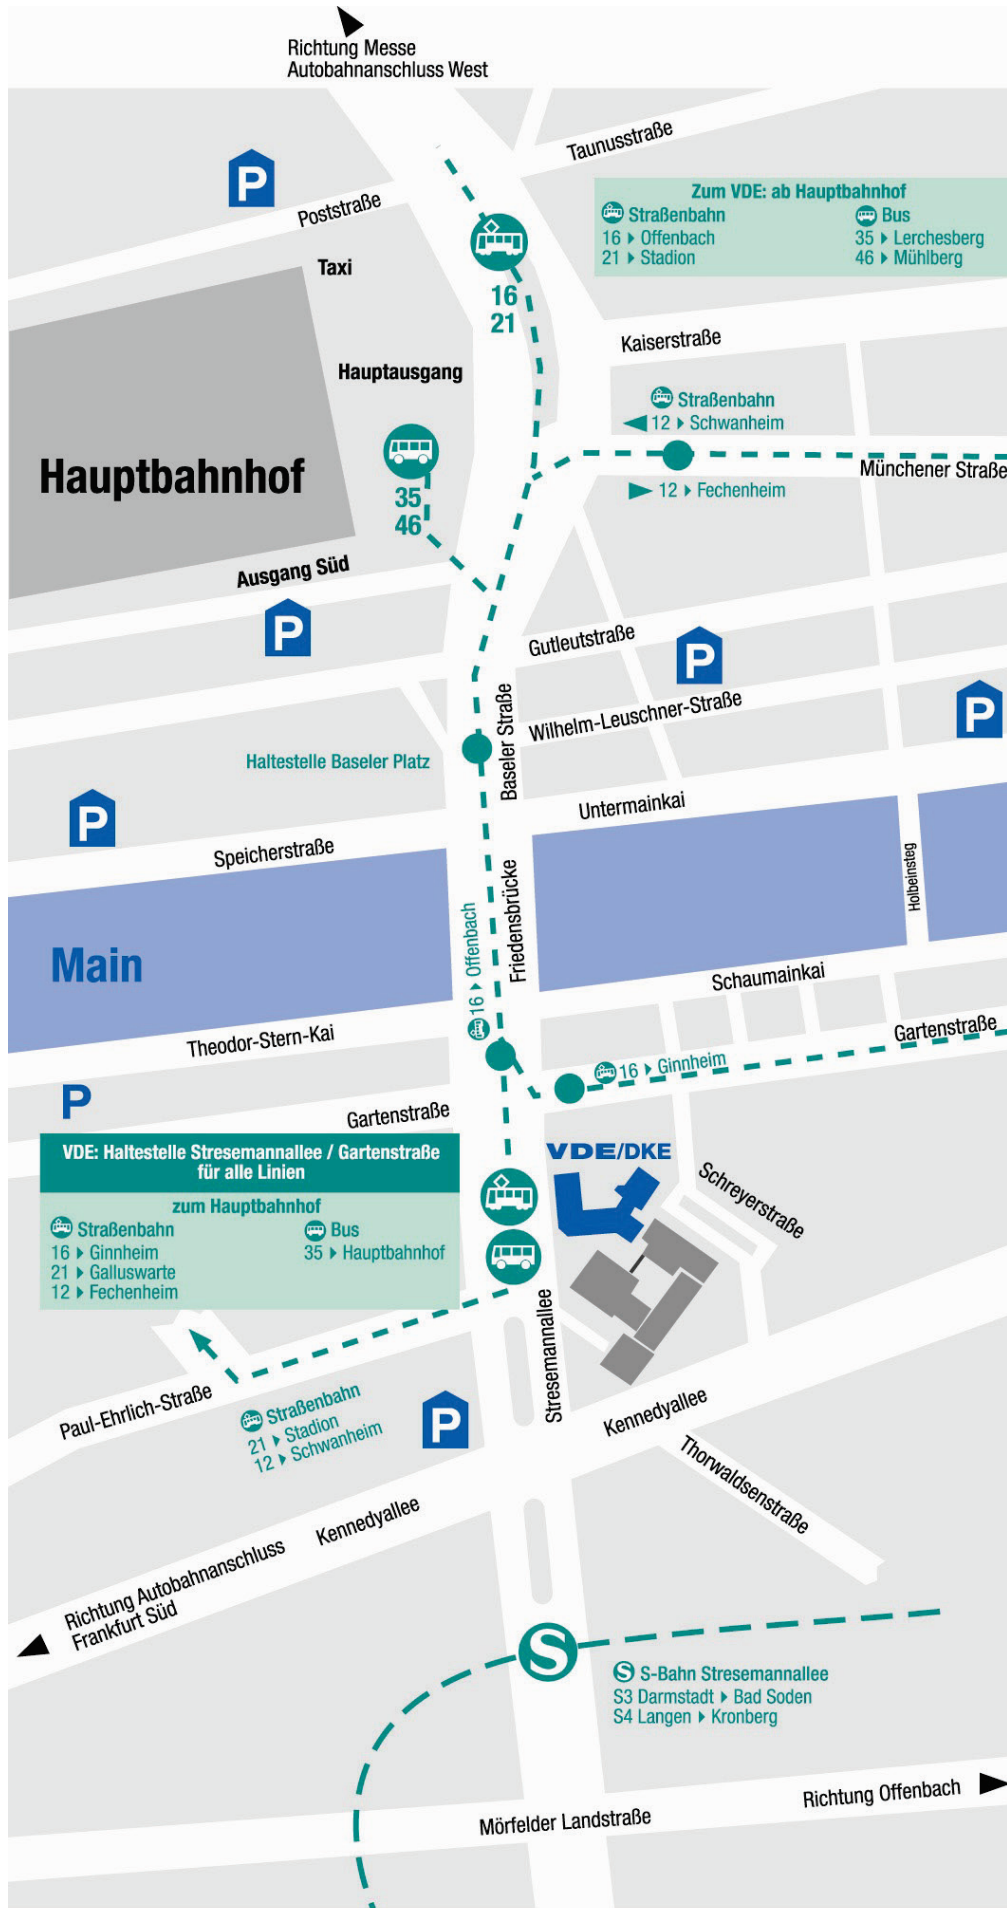 Richtung Messe
Autobahnanschluss West
Taunusstraße
P
Poststraße
Zum VDE: ab Hauptbahnhof
Straßenbahn
16 ▸ Offenbach
21 ▸ Stadion
Bus
35 ▸ Lerchesberg
46 ▸ Mühlberg
Taxi
16
21
Kaiserstraße
Hauptausgang
Straßenbahn
12 ▸ Schwanheim
Münchener Straße
12 ▸ Fechenheim
Hauptbahnhof
35
46
Ausgang Süd
P
Gutleutstraße
P
Baseler Straße
Wilhelm-Leuschner-Straße
P
Haltestelle Baseler Platz
P
Untermainkai
Speicherstraße
Holbeinsteg
Friedensbrücke
16 ▸ Offenbach
Main
Schaumainkai
Theodor-Stern-Kai
Gartenstraße
16 ▸ Ginnheim
P
Gartenstraße
VDE: Haltestelle Stresemannallee / Gartenstraße
für alle Linien
zum Hauptbahnhof
Straßenbahn
16 ▸ Ginnheim
21 ▸ Galluswarte
12 ▸ Fechenheim
Bus
35 ▸ Hauptbahnhof
VDE/DKE
Schreyerstraße
Stresemannallee
Paul-Ehrlich-Straße
Straßenbahn
21 ▸ Stadion
12 ▸ Schwanheim
P
Kennedyallee
Thorwaldsenstraße
Kennedyallee
Richtung Autobahnanschluss
Frankfurt Süd
S
S S-Bahn Stresemannallee
S3 Darmstadt ▸ Bad Soden
S4 Langen ▸ Kronberg
Richtung Offenbach
Mörfelder Landstraße